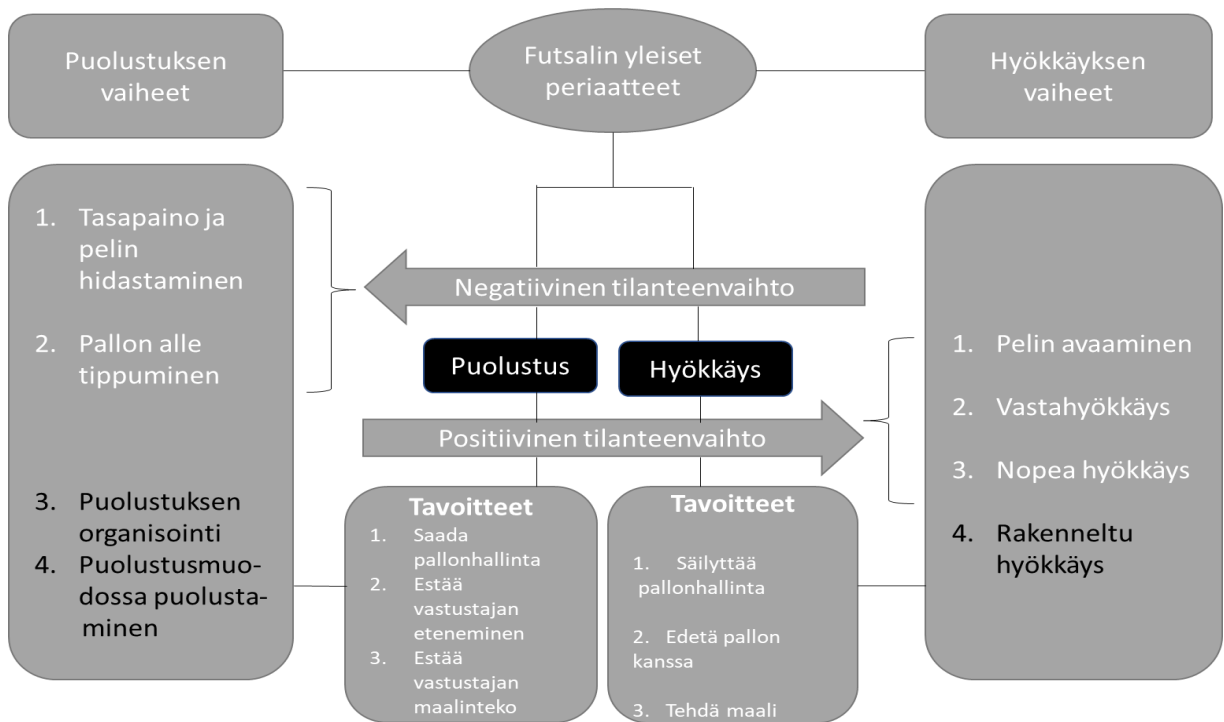 Puolustuksen
vaiheet
Futsalin yleiset
periaatteet
Hyökkäyksen
vaiheet
1. Tasapaino ja
pelin
hidastaminen
2. Pallon alle
tippuminen
3. Puolustuksen
organisointi
4. Puolustusmuo-
dossa puolusta-
minen
Negatiivinen tilanteenvaihto
Puolustus
Hyökkäys
Positiivinen tilanteenvaihto
Tavoitteet
1. Saada
pallonhallinta
2. Estää
vastustajan
eteneminen
3. Estää
vastustajan
maalinteko
Tavoitteet
1. Säilyttää
pallonhallinta
2. Edetä pallon
kanssa
3. Tehdä maali
1. Pelin avaaminen
2. Vastahyökkäys
3. Nopea hyökkäys
4. Rakenneltu
hyökkäys